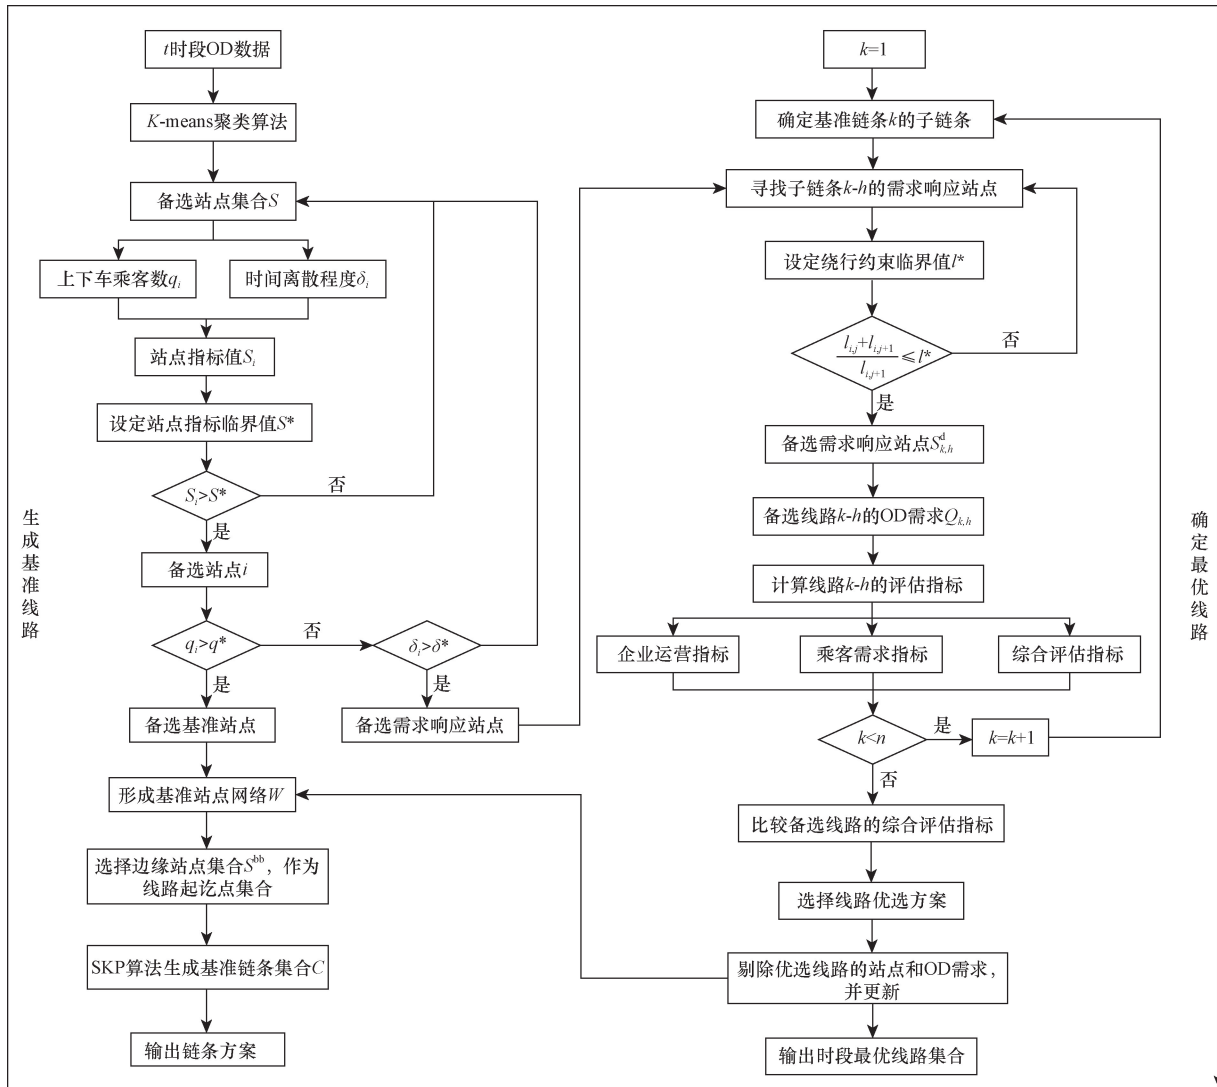 生成基准线路
t时段OD数据
K-means聚类算法
备选站点集合S
上下车乘客数qᵢ
时间离散程度δᵢ
站点指标值Sᵢ
设定站点指标临界值S*
Sᵢ>S*
否
是
备选站点i
qᵢ>q*
否
δᵢ>δ*
是
是
备选基准站点
备选需求响应站点
形成基准站点网络W
选择边缘站点集合S^bb，作为
线路起讫点集合
SKP算法生成基准链条集合C
输出链条方案
k=1
确定基准链条k的子链条
寻找子链条k-h的需求响应站点
设定绕行约束临界值l*
l_{i,j}+l_{i,j+1}
l_{i,j+1}
≤l*
否
是
备选需求响应站点S^d_{k,h}
备选线路k-h的OD需求Q_{k,h}
计算线路k-h的评估指标
企业运营指标
乘客需求指标
综合评估指标
k<n
是
k=k+1
否
比较备选线路的综合评估指标
选择线路优选方案
剔除优选线路的站点和OD需求，
并更新
输出时段最优线路集合
确定最优线路